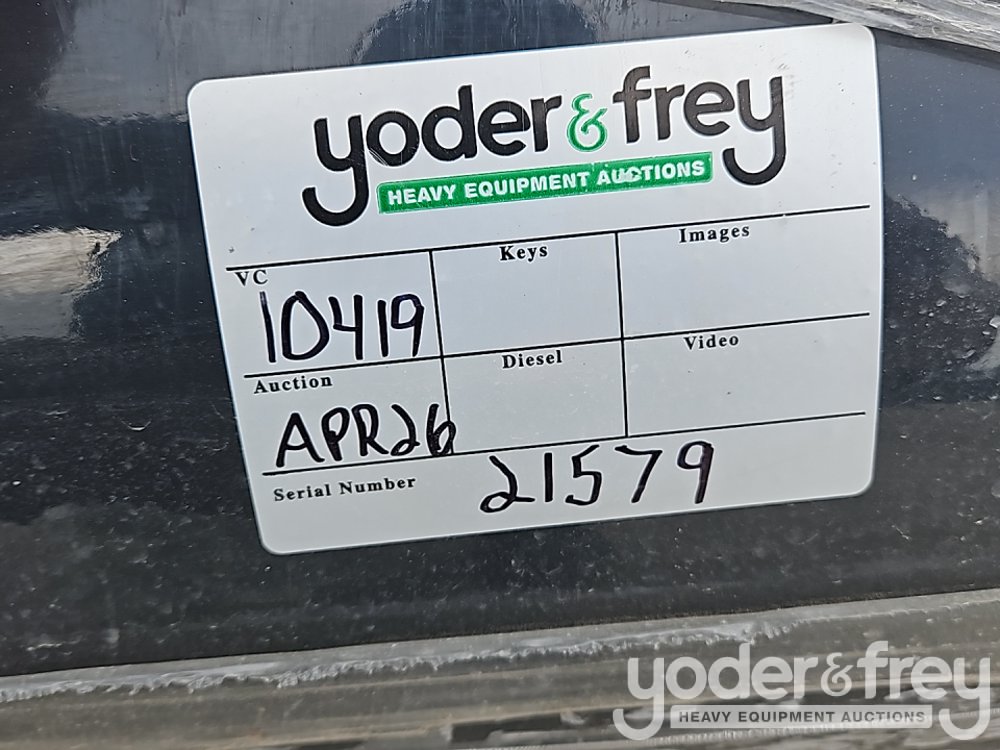 yoder & frey
HEAVY EQUIPMENT AUCTIONS
VC Keys Images
10419
Auction Diesel Video
APR26
Serial Number 21579
yoder & frey
HEAVY EQUIPMENT AUCTIONS